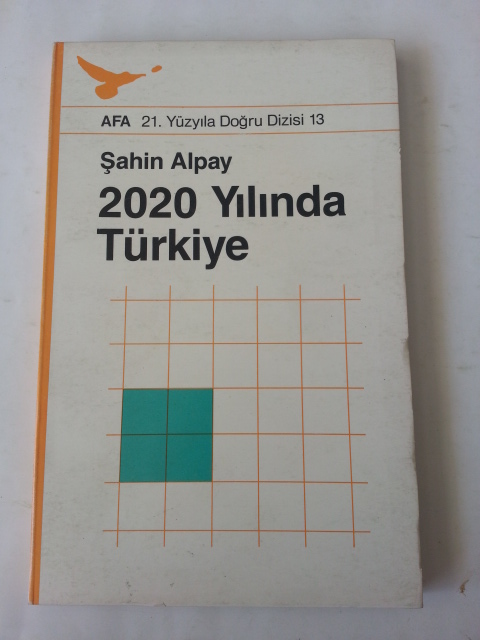 AFA 21. Yüzyıla Doğru Dizisi 13
Şahin Alpay
2020 Yılında
Türkiye